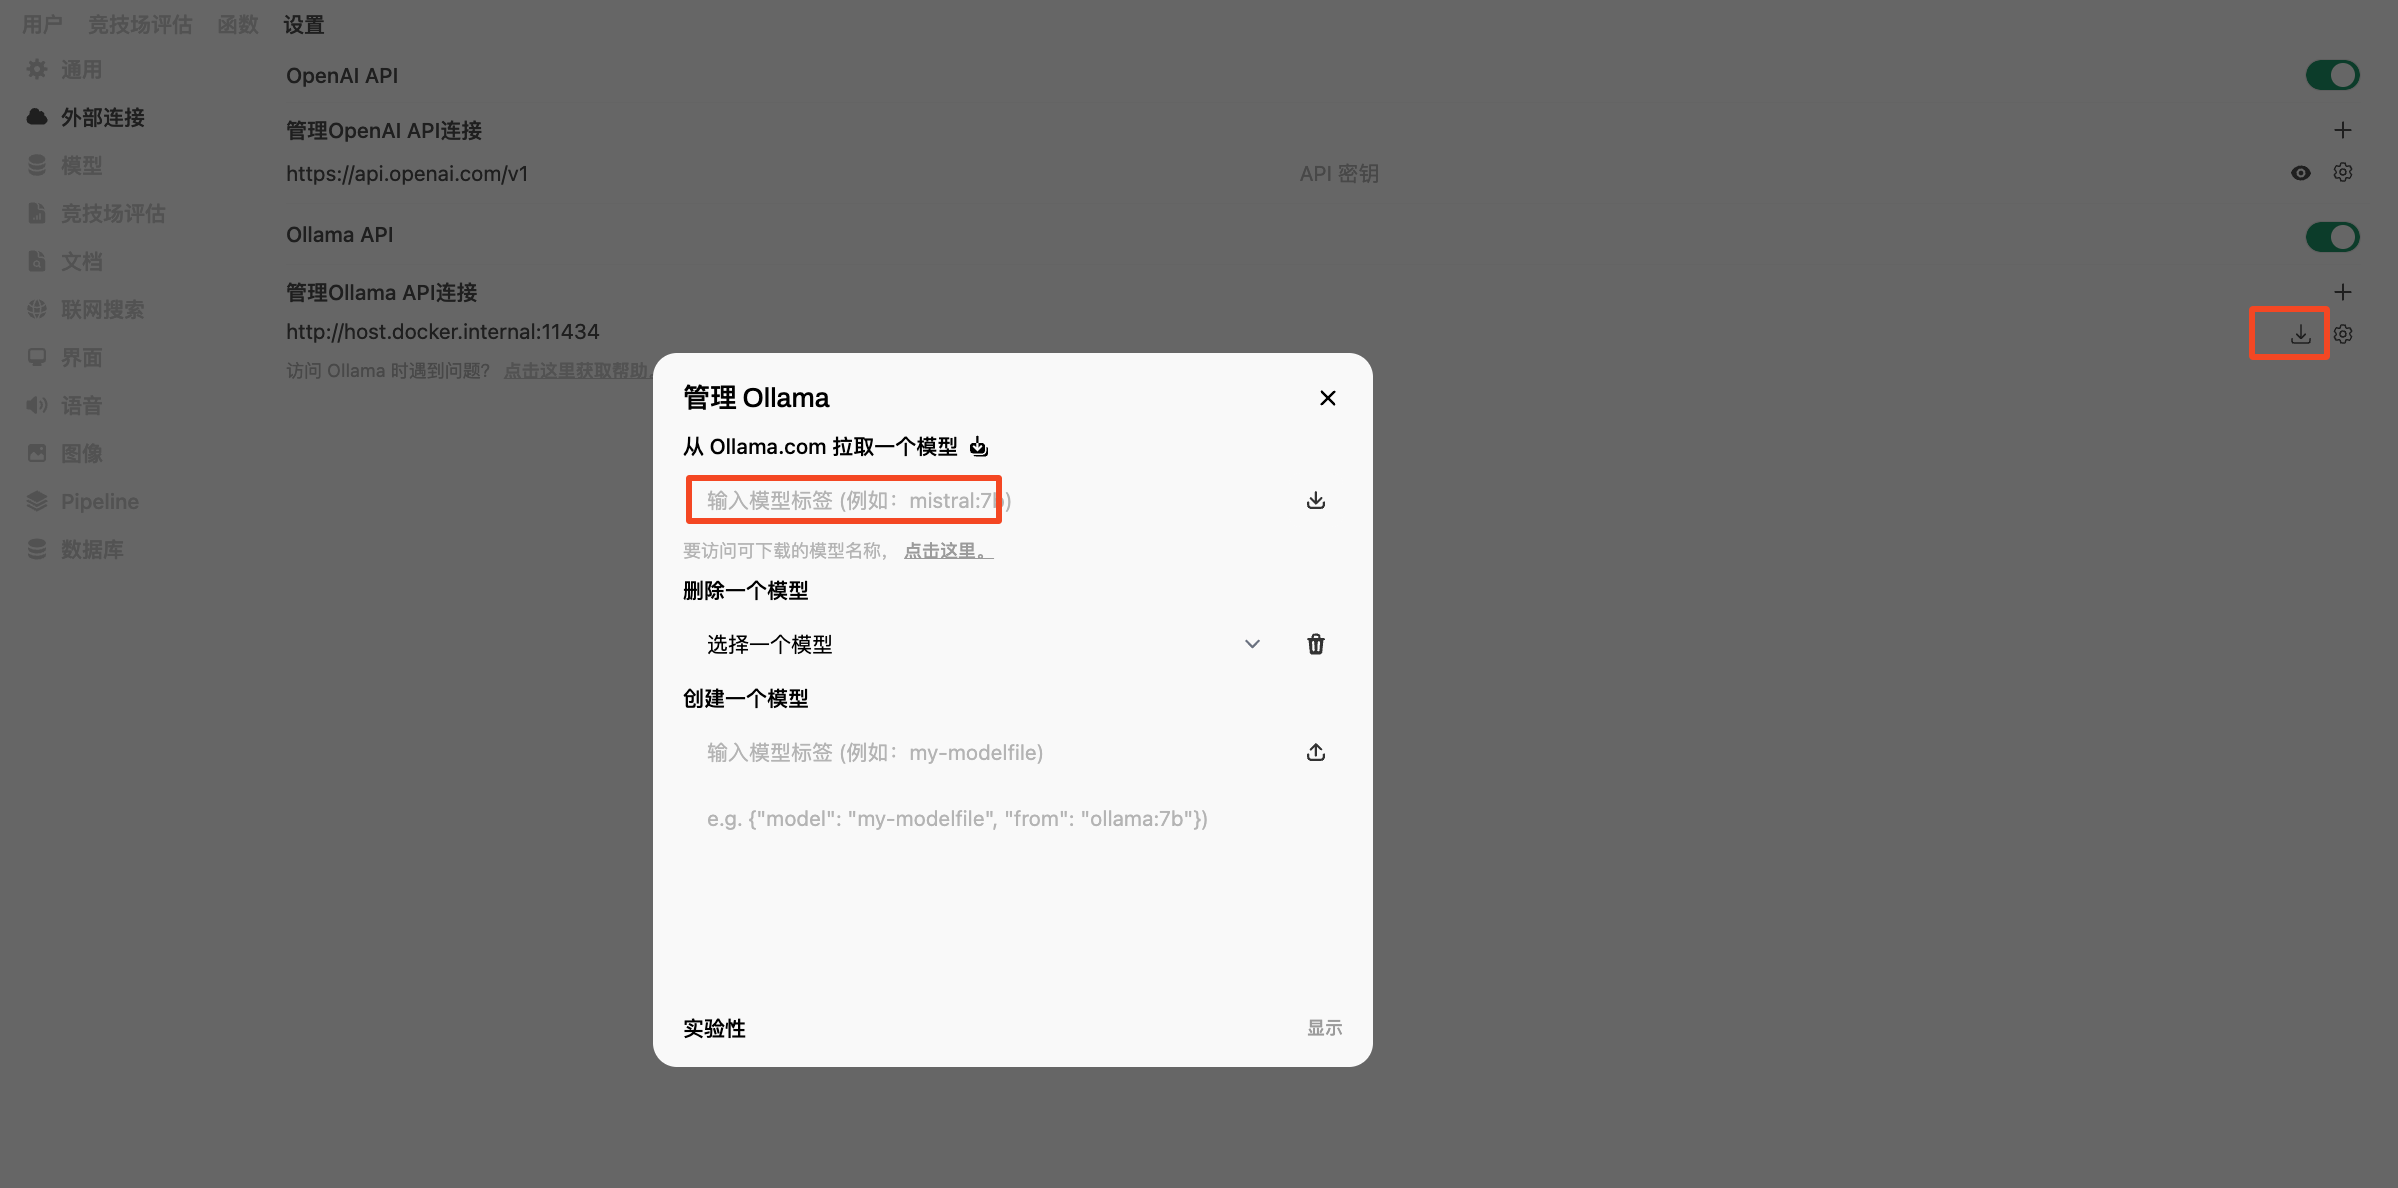 用户 竞技场评估 函数 设置
通用
外部连接
模型
竞技场评估
文档
联网搜索
界面
语音
图像
Pipeline
数据库
OpenAI API
管理OpenAI API连接
https://api.openai.com/v1 API 密钥
Ollama API
管理Ollama API连接
http://host.docker.internal:11434
访问 Ollama 时遇到问题? 点击这里获取帮助
管理 Ollama
从 Ollama.com 拉取一个模型
输入模型标签 (例如：mistral:7b)
要访问可下载的模型名称，点击这里。
删除一个模型
选择一个模型
创建一个模型
输入模型标签 (例如：my-modelfile)
e.g. {"model": "my-modelfile", "from": "ollama:7b"})
实验性 显示